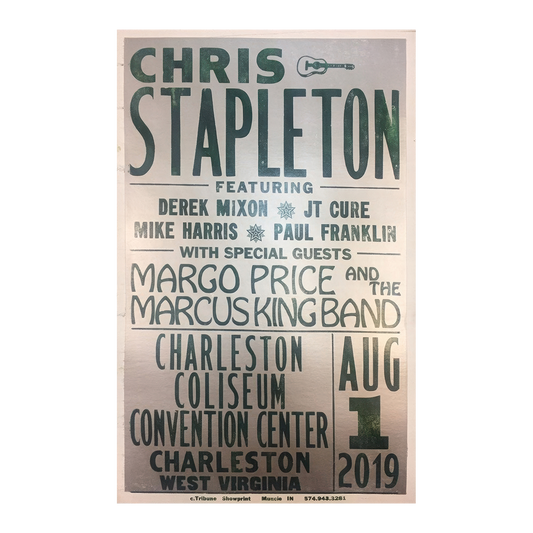 CHRIS
STAPLETON
FEATURING
DEREK MIXON JT CURE
MIKE HARRIS PAUL FRANKLIN
WITH SPECIAL GUESTS
MARGO PRICE AND THE
MARCUS KING BAND
CHARLESTON
COLISEUM
CONVENTION CENTER
CHARLESTON
WEST VIRGINIA
AUG
1
2019
c.Tribune Showprint Muncie IN 574.943.3281